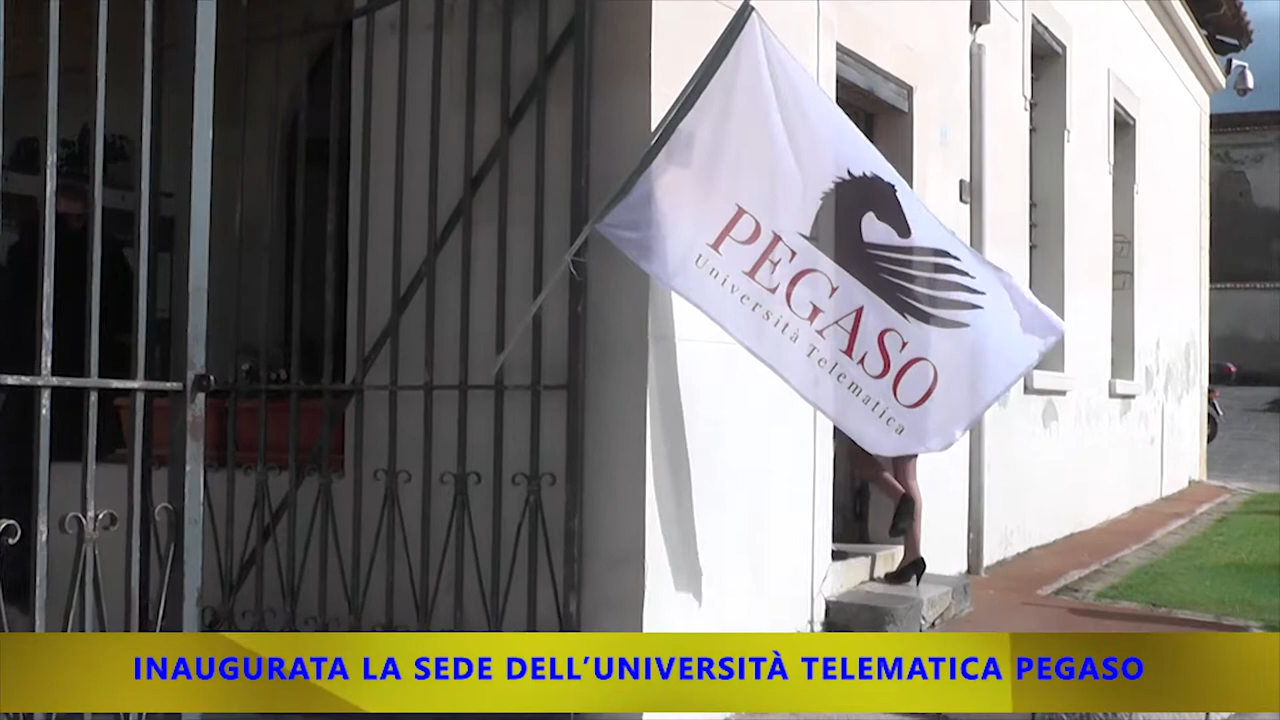 PEGASO
Università Telematica
INAUGURATA LA SEDE DELL’UNIVERSITÀ TELEMATICA PEGASO